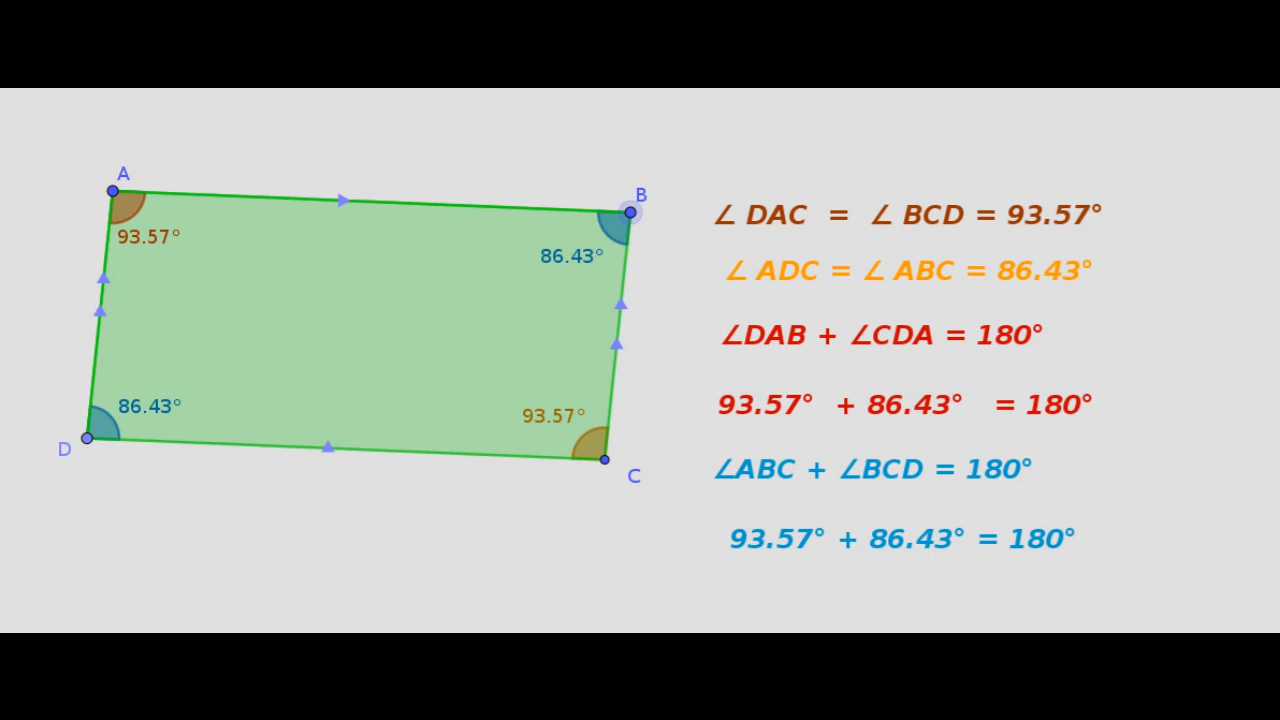 A
B
93.57°
86.43°
86.43°
93.57°
D
C
∠ DAC = ∠ BCD = 93.57°
∠ ADC = ∠ ABC = 86.43°
∠DAB + ∠CDA = 180°
93.57° + 86.43° = 180°
∠ABC + ∠BCD = 180°
93.57° + 86.43° = 180°